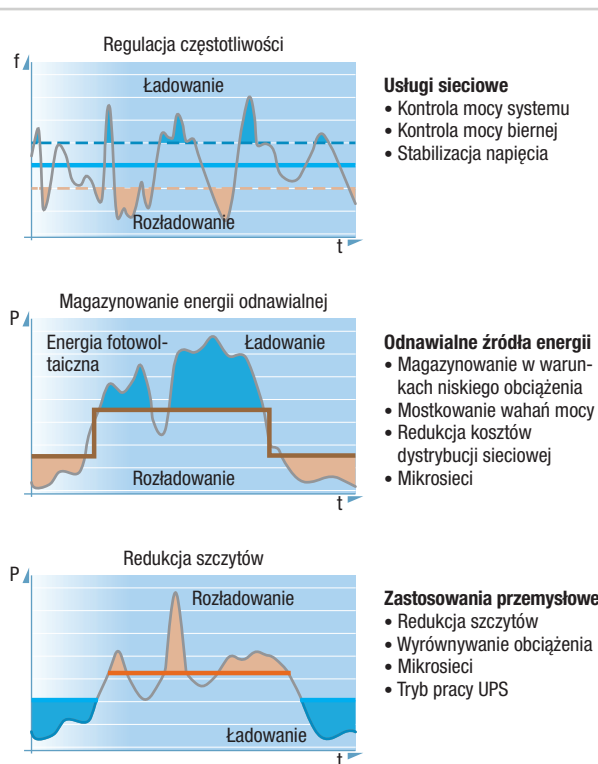 Regulacja częstotliwości
f
Ładowanie
Rozładowanie
t
Usługi sieciowe
• Kontrola mocy systemu
• Kontrola mocy biernej
• Stabilizacja napięcia
Magazynowanie energii odnawialnej
P
Energia fotowol-
taiczna
Ładowanie
Rozładowanie
t
Odnawialne źródła energii
• Magazynowanie w warun-
kach niskiego obciążenia
• Mostkowanie wahań mocy
• Redukcja kosztów
dystrybucji sieciowej
• Mikrosieci
Redukcja szczytów
P
Rozładowanie
Ładowanie
t
Zastosowania przemysłowe
• Redukcja szczytów
• Wyrównywanie obciążenia
• Mikrosieci
• Tryb pracy UPS